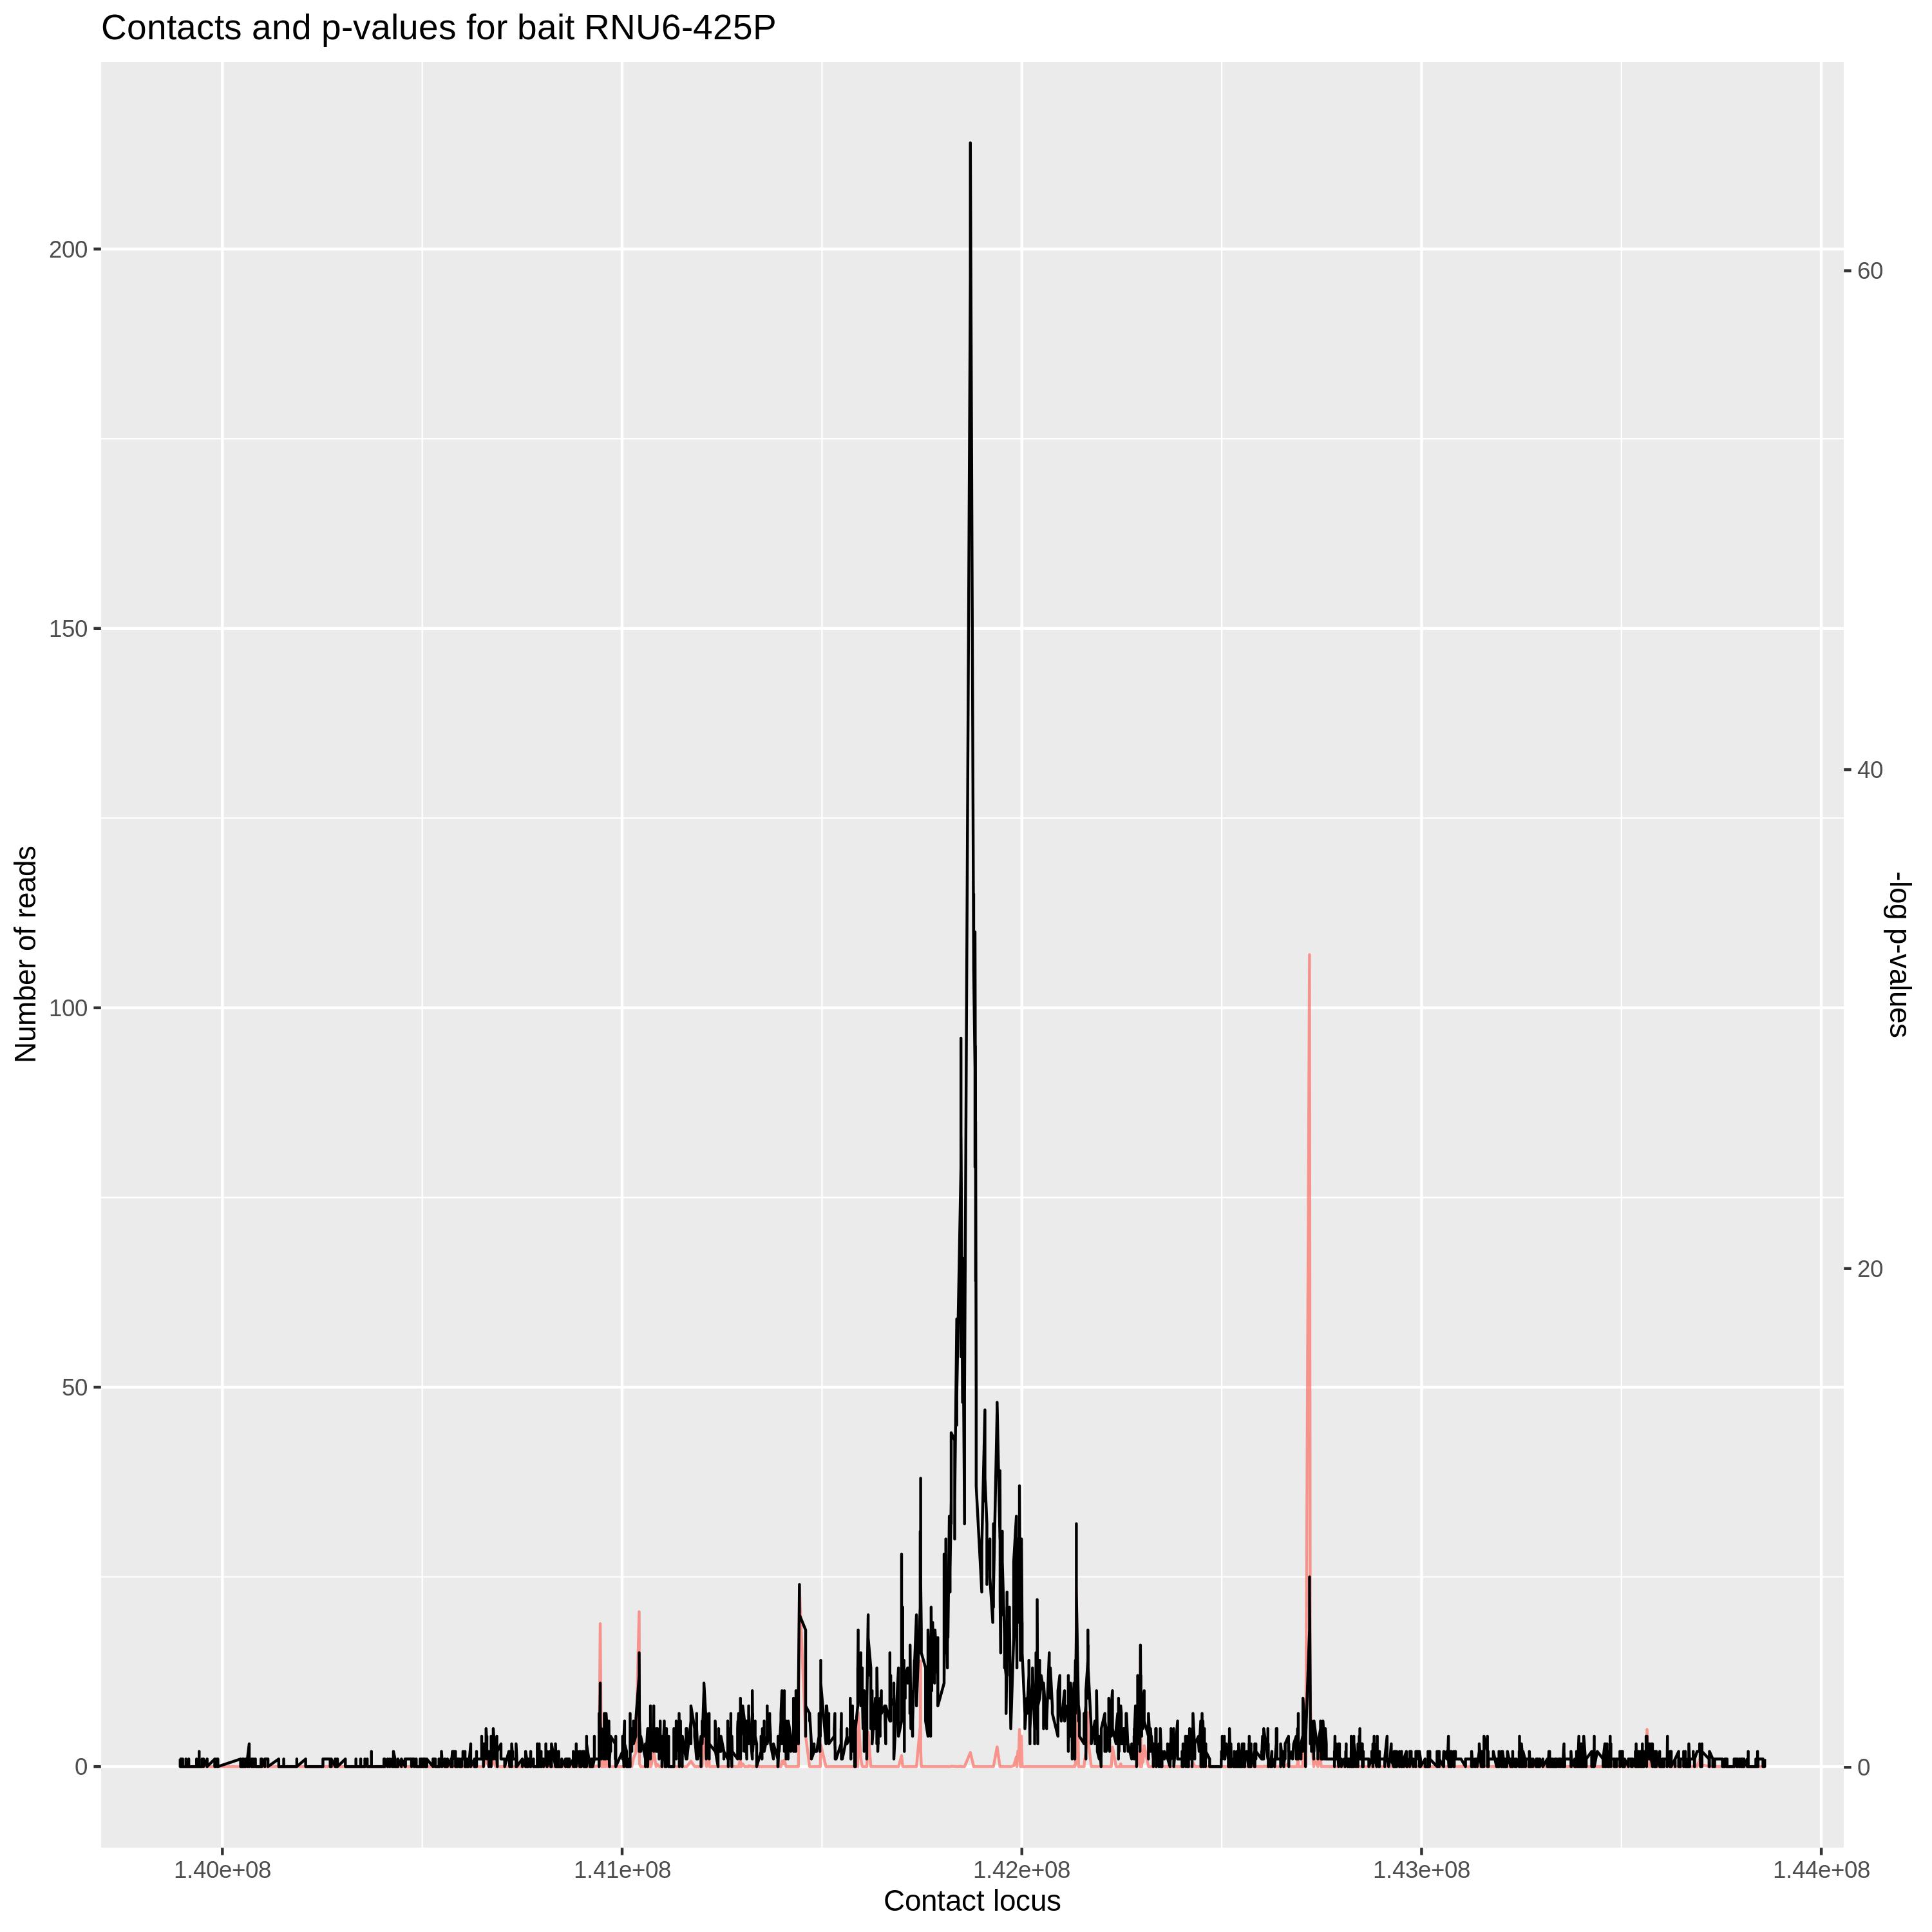 Contacts and p-values for bait RNU6-425P
200
150
100
50
0
Number of reads
60
40
20
0
-log p-values
1.40e+08
1.41e+08
1.42e+08
1.43e+08
1.44e+08
Contact locus